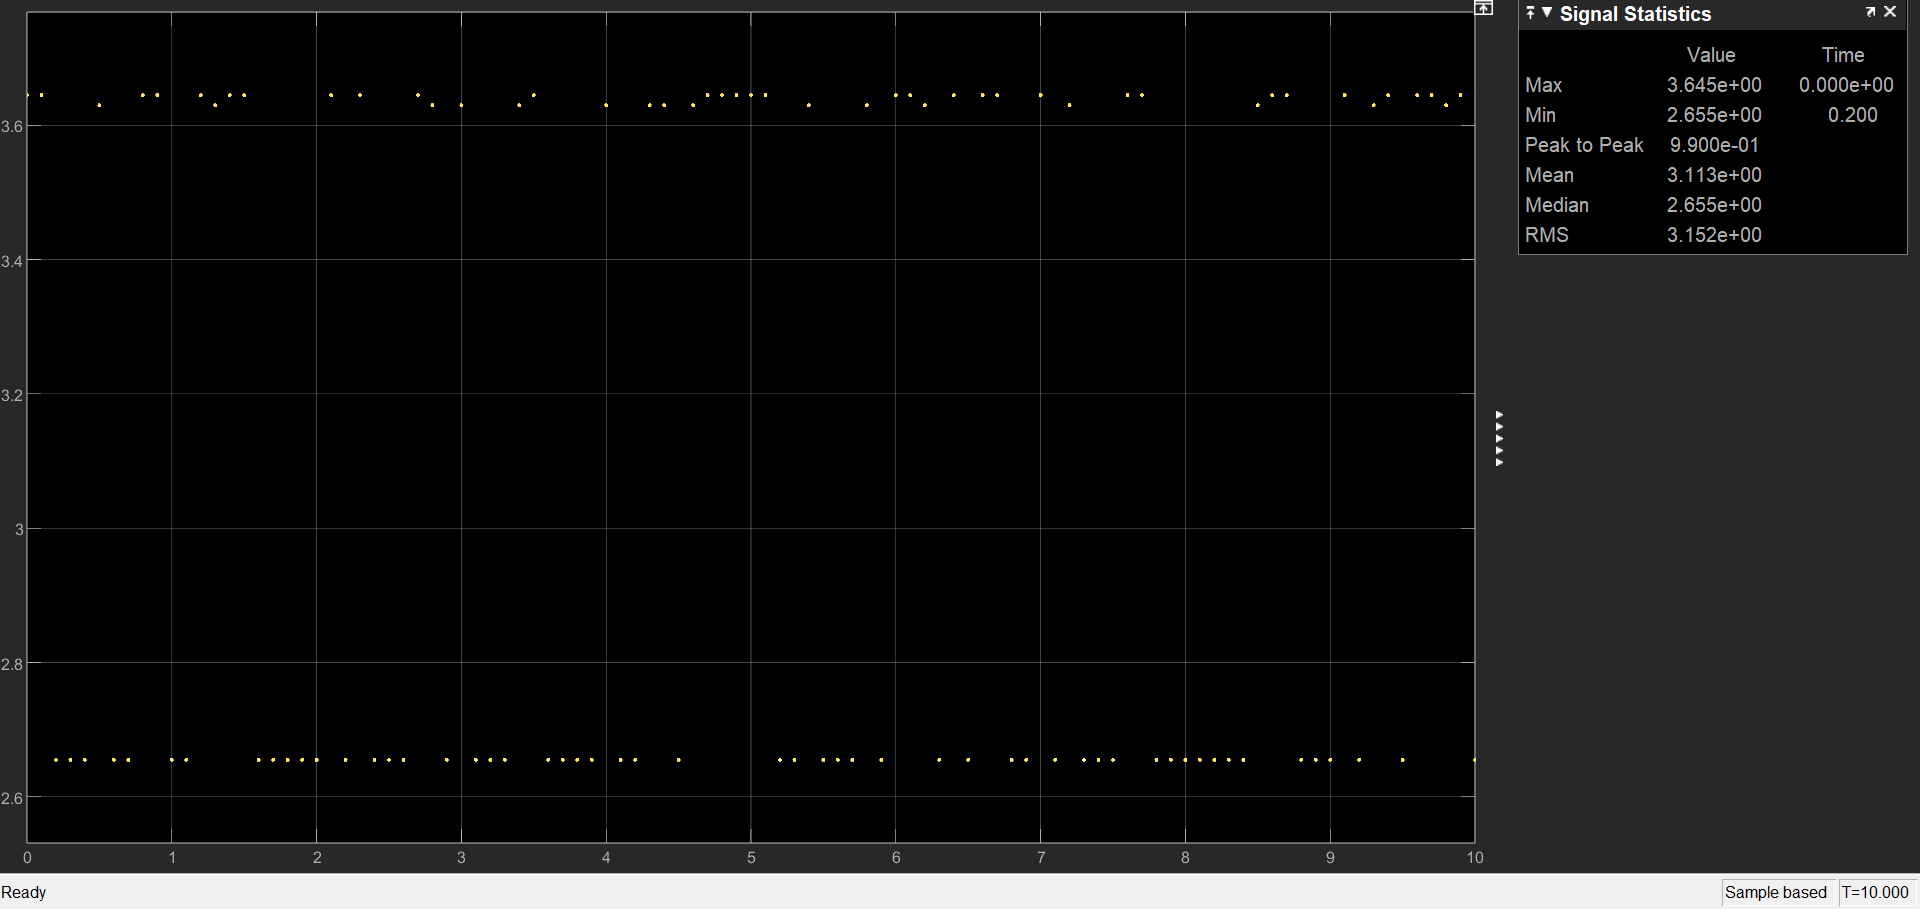 Signal Statistics
Value Time
Max 3.645e+00 0.000e+00
Min 2.655e+00 0.200
Peak to Peak 9.900e-01
Mean 3.113e+00
Median 2.655e+00
RMS 3.152e+00
3.6
3.4
3.2
3
2.8
2.6
0 1 2 3 4 5 6 7 8 9 10
Ready Sample based T=10.000